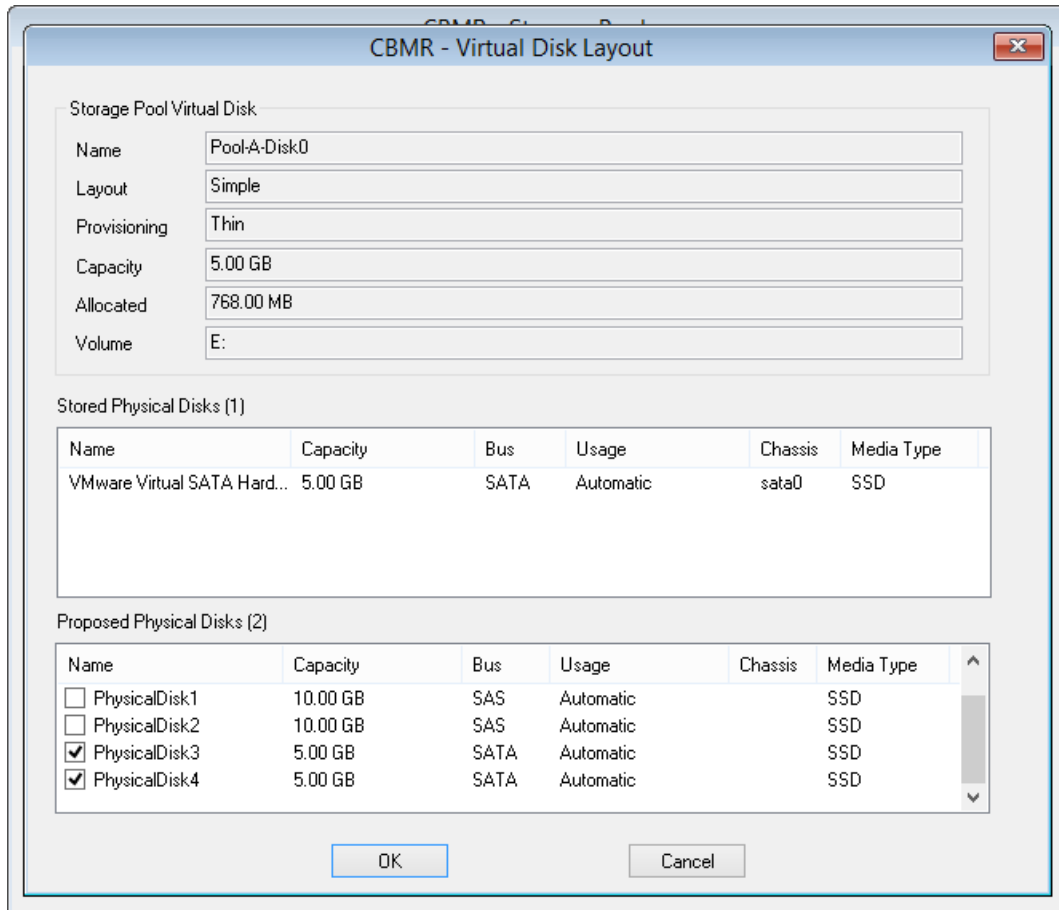 CBMR - Virtual Disk Layout
Storage Pool Virtual Disk
Name Pool-A-Disk0
Layout Simple
Provisioning Thin
Capacity 5.00 GB
Allocated 768.00 MB
Volume E:
Stored Physical Disks (1)
Name Capacity Bus Usage Chassis Media Type
VMware Virtual SATA Hard... 5.00 GB SATA Automatic sata0 SSD
Proposed Physical Disks (2)
Name Capacity Bus Usage Chassis Media Type
PhysicalDisk1 10.00 GB SAS Automatic SSD
PhysicalDisk2 10.00 GB SAS Automatic SSD
PhysicalDisk3 5.00 GB SATA Automatic SSD
PhysicalDisk4 5.00 GB SATA Automatic SSD
OK Cancel